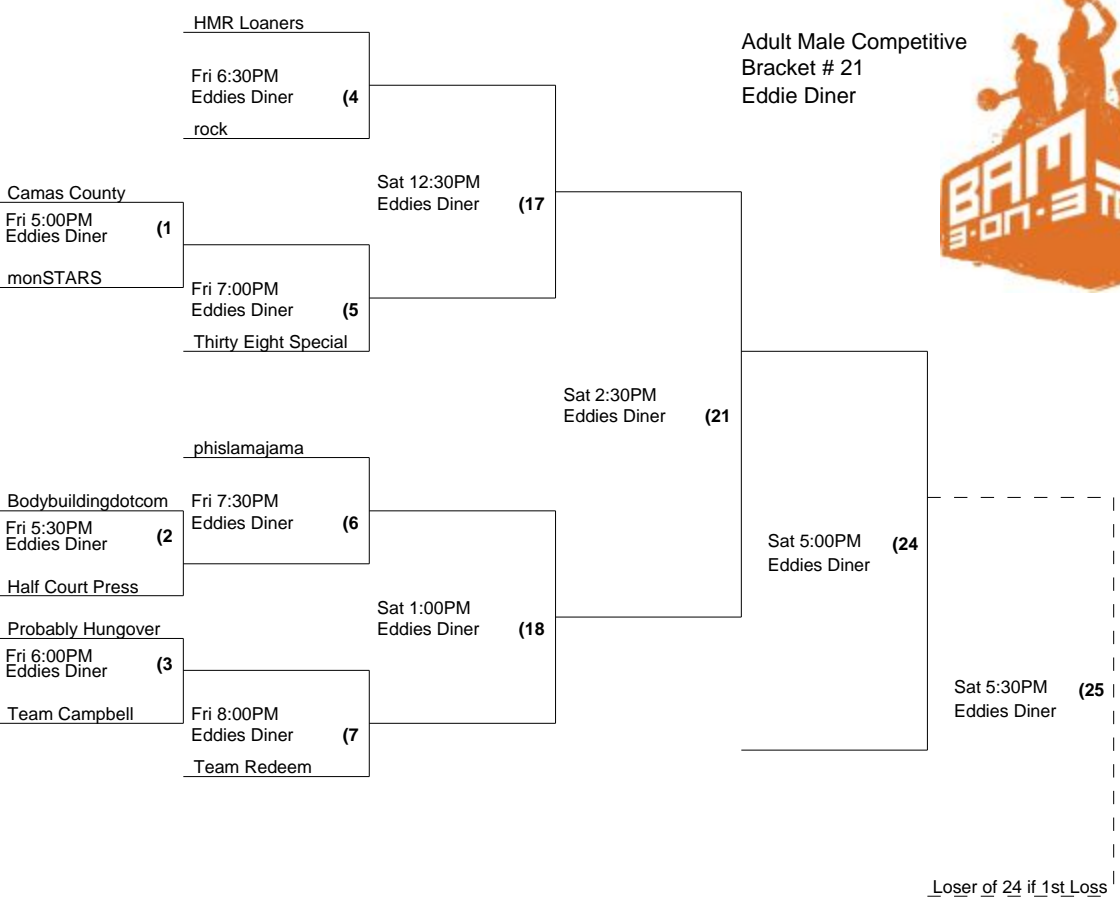 HMR Loaners
Fri 6:30PM
Eddies Diner (4
rock
Adult Male Competitive
Bracket # 21
Eddie Diner
BAM
3-ON-3 TO
Camas County
Fri 5:00PM
Eddies Diner (1
monSTARS
Sat 12:30PM
Eddies Diner (17
Fri 7:00PM
Eddies Diner (5
Thirty Eight Special
Sat 2:30PM
Eddies Diner (21
phislamajama
Bodybuildingdotcom
Fri 5:30PM
Eddies Diner (2
Half Court Press
Fri 7:30PM
Eddies Diner (6
Sat 5:00PM
Eddies Diner (24
Probably Hungover
Fri 6:00PM
Eddies Diner (3
Team Campbell
Sat 1:00PM
Eddies Diner (18
Fri 8:00PM
Eddies Diner (7
Team Redeem
Sat 5:30PM
Eddies Diner (25
Loser of 24 if 1st Loss